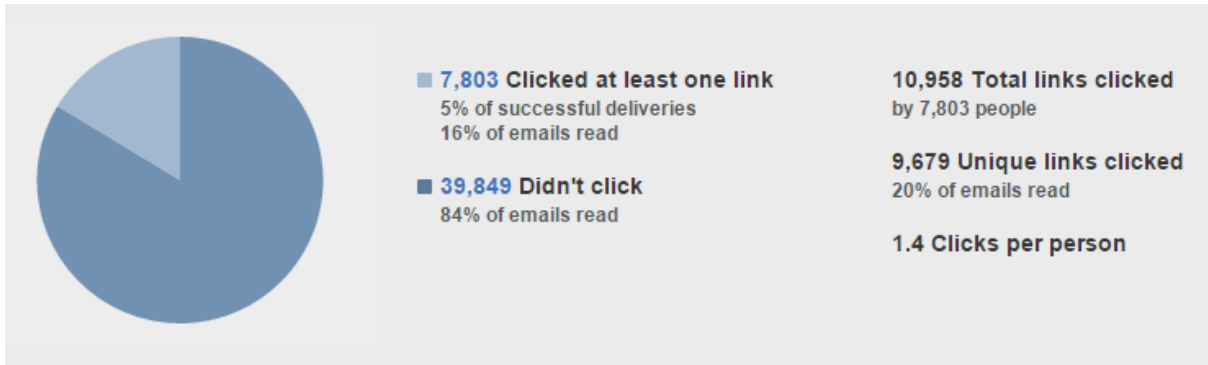 7,803 Clicked at least one link
5% of successful deliveries
16% of emails read
39,849 Didn't click
84% of emails read
10,958 Total links clicked
by 7,803 people
9,679 Unique links clicked
20% of emails read
1.4 Clicks per person